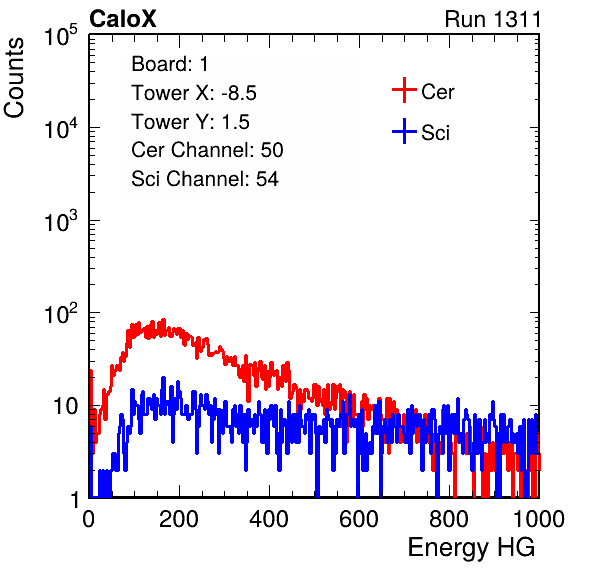 CaloX Run 1311
Counts
10^5
10^4
10^3
10^2
10
1
Board: 1
Tower X: -8.5
Tower Y: 1.5
Cer Channel: 50
Sci Channel: 54
Cer
Sci
0 200 400 600 800 1000
Energy HG